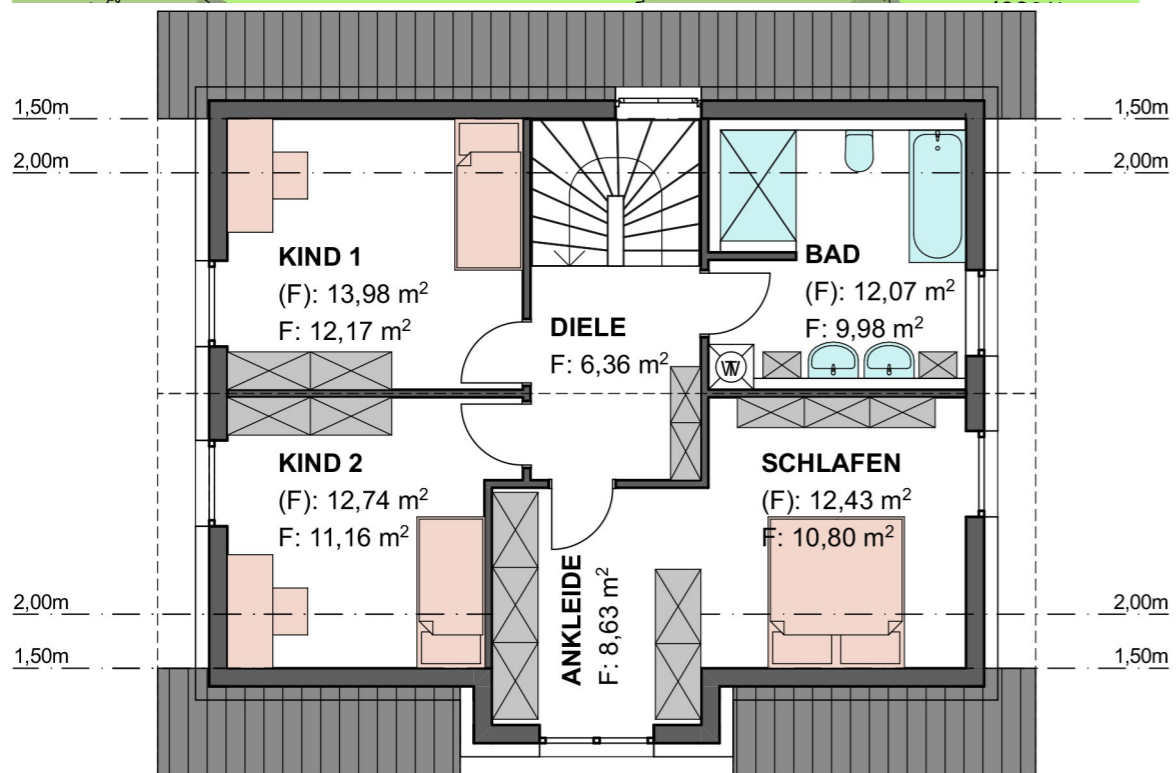 1,50m
1,50m
2,00m
2,00m
KIND 1
(F): 13,98 m²
F: 12,17 m²
DIELE
F: 6,36 m²
BAD
(F): 12,07 m²
F: 9,98 m²
KIND 2
(F): 12,74 m²
F: 11,16 m²
SCHLAFEN
(F): 12,43 m²
F: 10,80 m²
ANKLEIDE
F: 8,63 m²
2,00m
2,00m
1,50m
1,50m